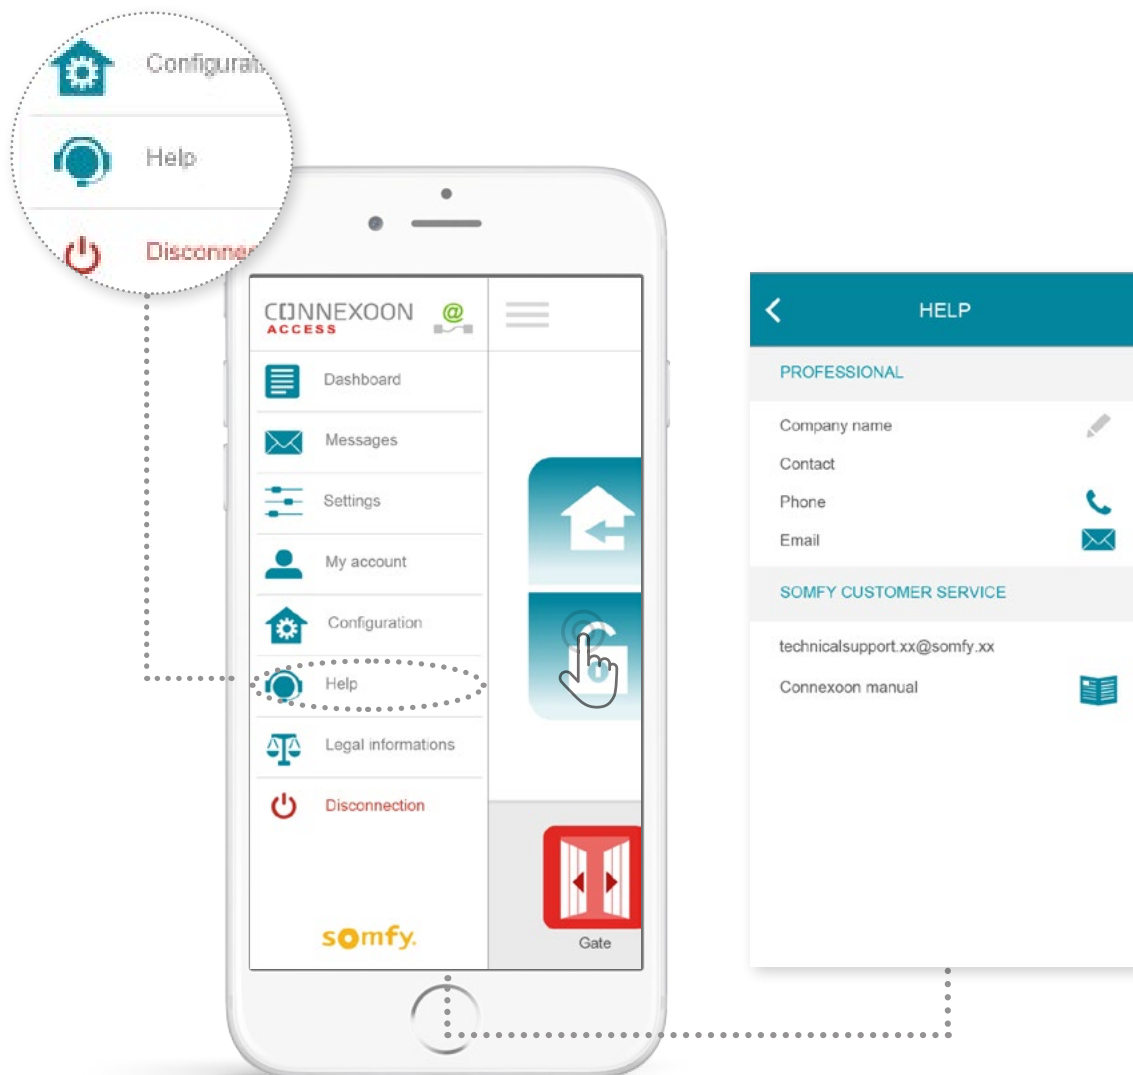 Configurat
Help
Disconne
CONNEXOON
ACCESS
@
Dashboard
Messages
Settings
My account
Configuration
Help
Legal informations
Disconnection
somfy.
Gate
HELP
PROFESSIONAL
Company name
Contact
Phone
Email
SOMFY CUSTOMER SERVICE
technicalsupport.xx@somfy.xx
Connexoon manual